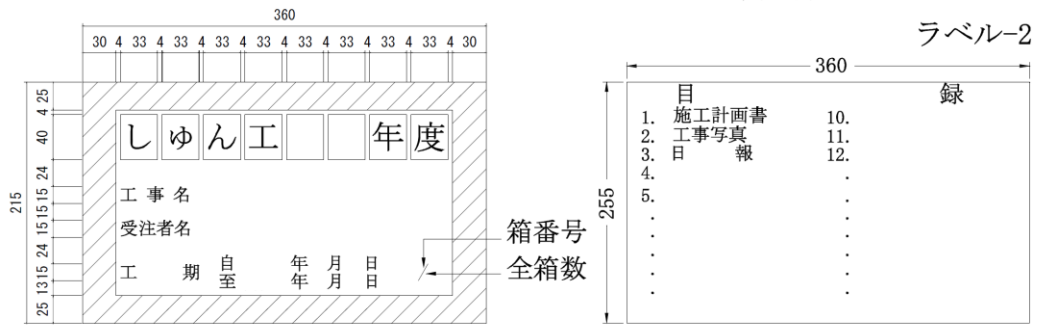 360
30 4 33 4 33 4 33 4 33 4 33 4 33 4 33 4 33 4 30
215
25 4 40 24 15 15 15 15 24 15 13 25
しゅん工 年度
工 事 名
受注者名
工 期 自 年 月 日
至 年 月 日
/
箱番号
全箱数
ラベル-2
360
255
目 録
1. 施工計画書 10.
2. 工事写真 11.
3. 日 報 12.
4. .
5. .
. .
. .
. .
. .
. .